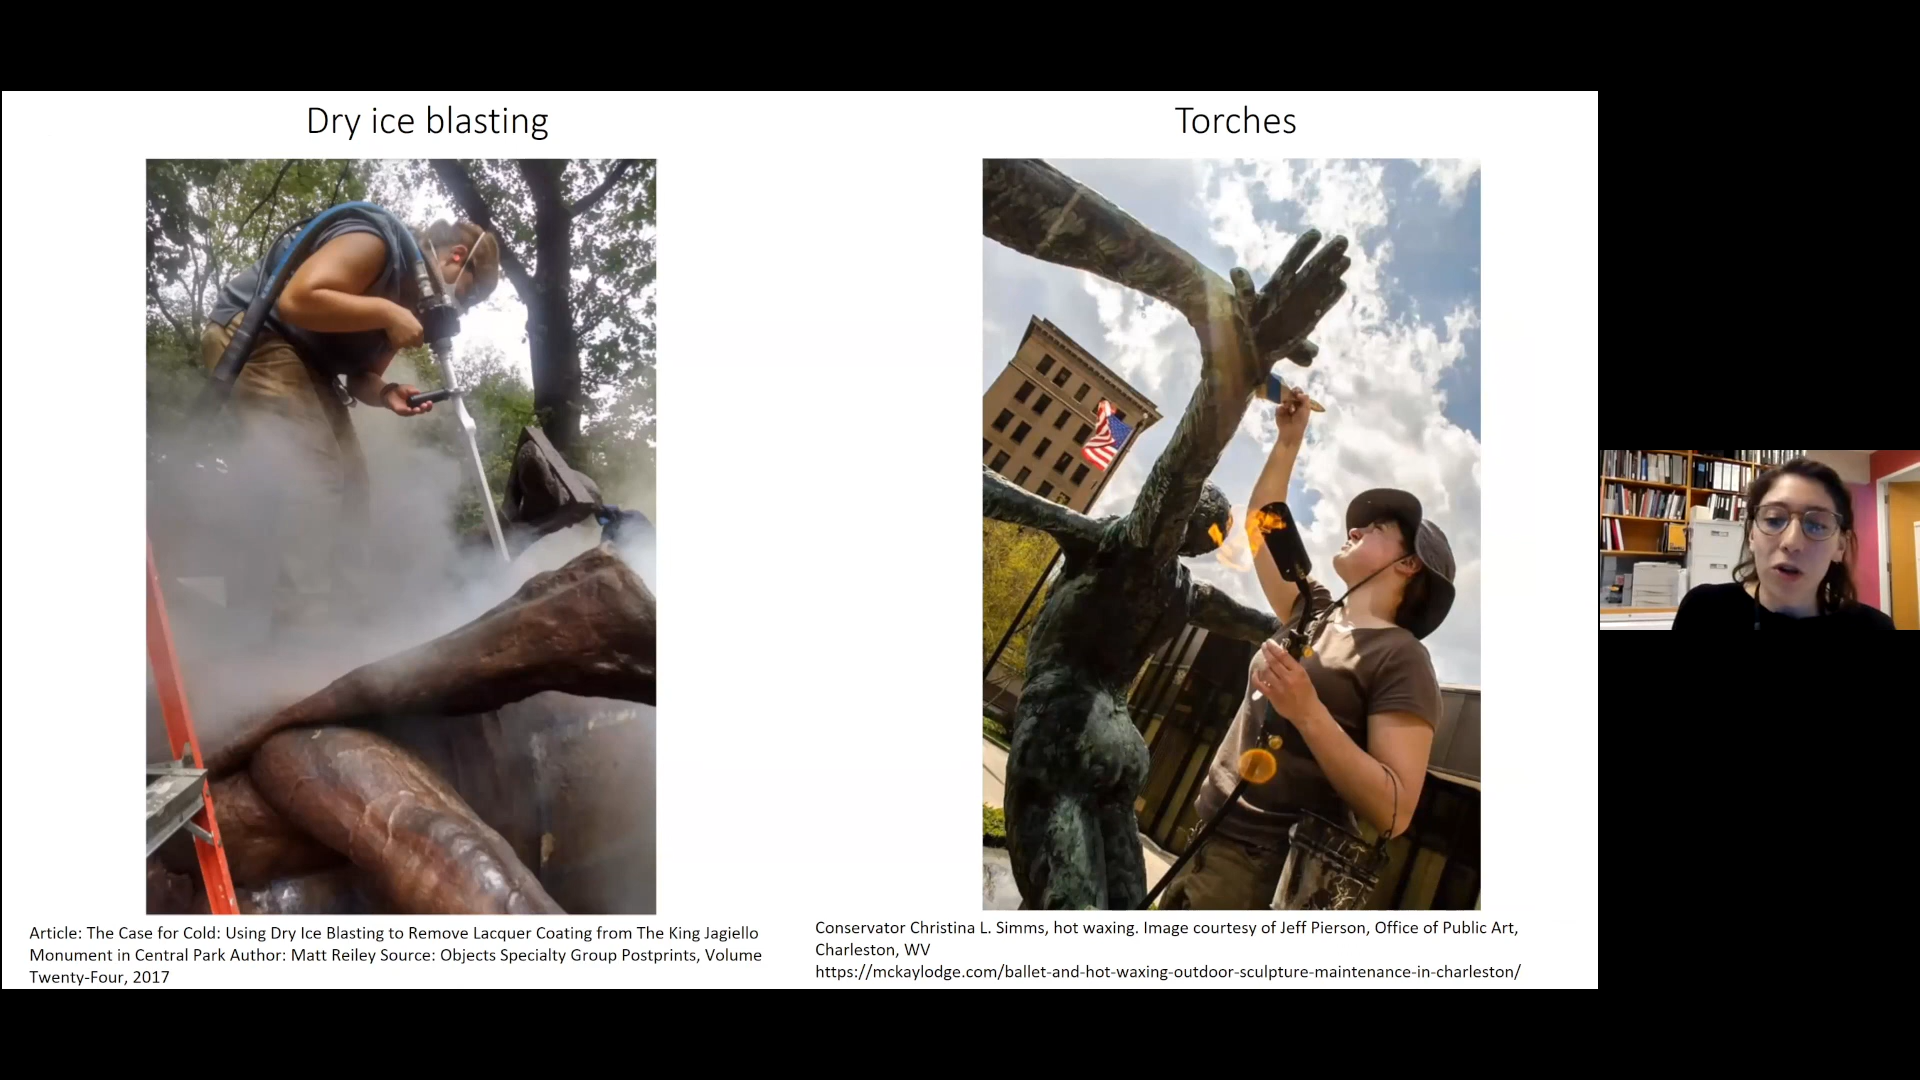 Dry ice blasting
Torches
Article: The Case for Cold: Using Dry Ice Blasting to Remove Lacquer Coating from The King Jagiello
Monument in Central Park Author: Matt Reiley Source: Objects Specialty Group Postprints, Volume
Twenty-Four, 2017
Conservator Christina L. Simms, hot waxing. Image courtesy of Jeff Pierson, Office of Public Art,
Charleston, WV
https://mckaylodge.com/ballet-and-hot-waxing-outdoor-sculpture-maintenance-in-charleston/